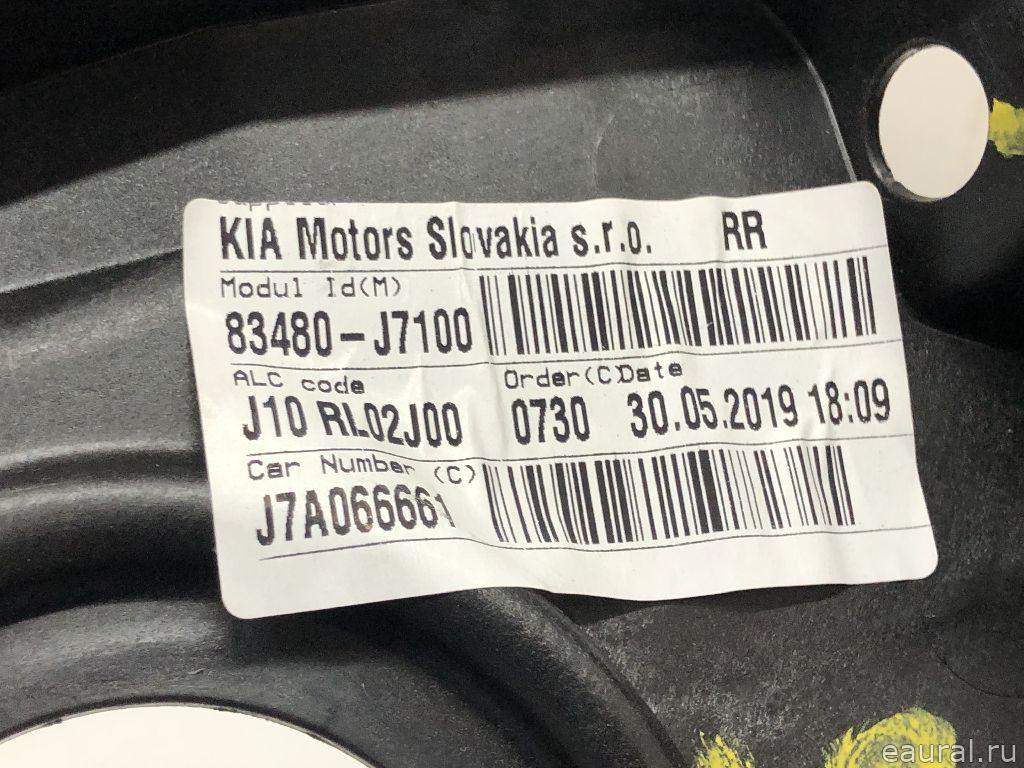 KIA Motors Slovakia s.r.o. RR
Modul Id(M)
83480-J7100
ALC code Order(C)Date
J10 RL02J00 0730 30.05.2019 18:09
Car Number (C)
J7A066661
eaural.ru